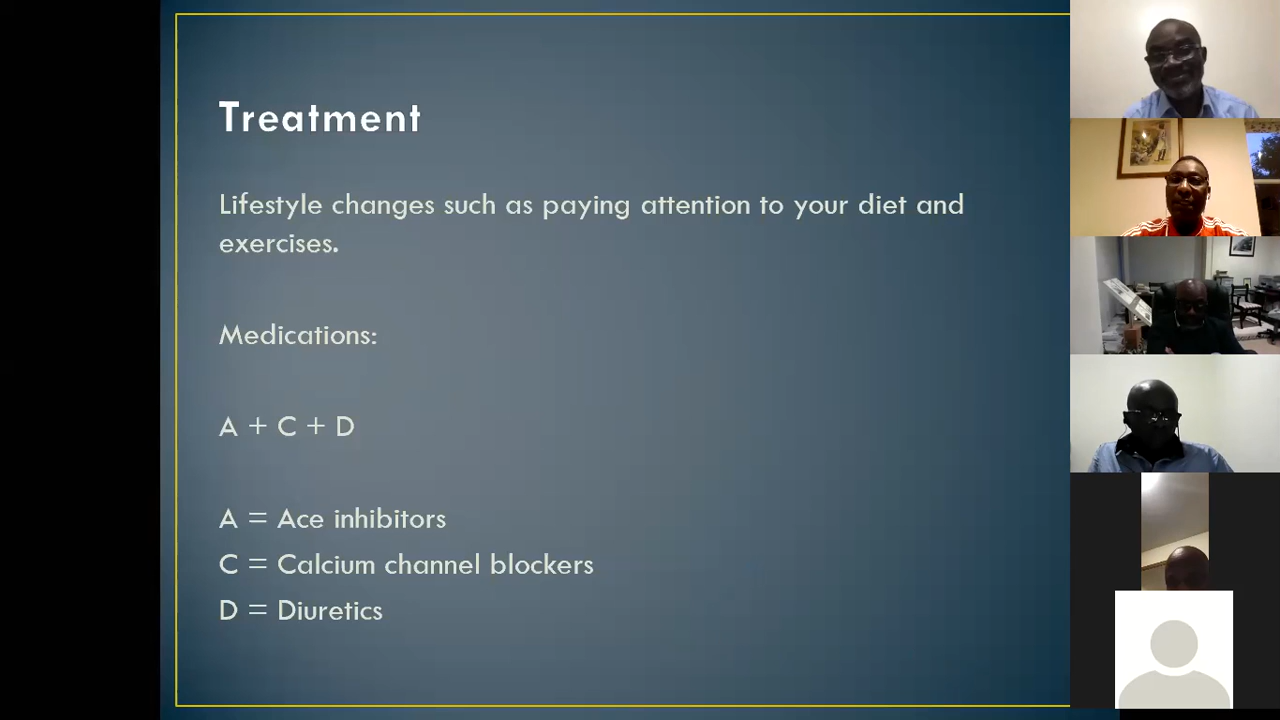 Treatment
Lifestyle changes such as paying attention to your diet and
exercises.
Medications:
A + C + D
A = Ace inhibitors
C = Calcium channel blockers
D = Diuretics